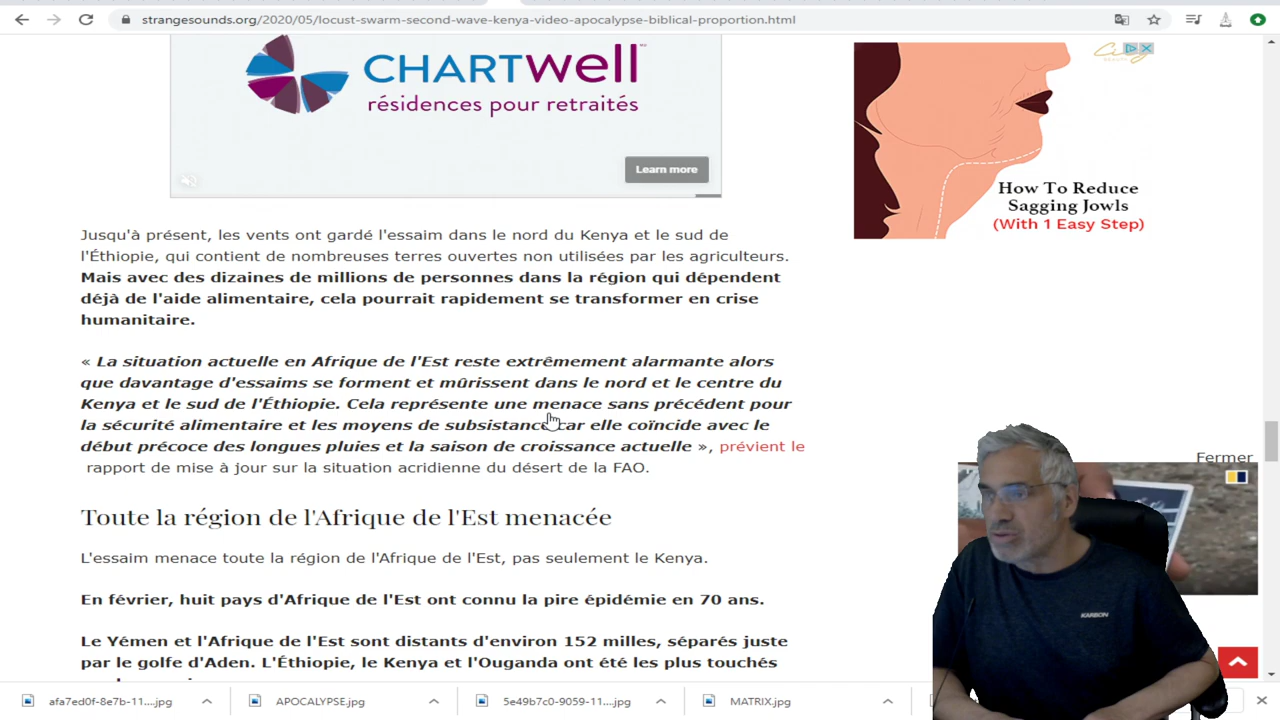 strangesounds.org/2020/05/locust-swarm-second-wave-kenya-video-apocalypse-biblical-proportion.html
CHARTWELL
résidences pour retraités
Learn more
How To Reduce
Sagging Jowls
(With 1 Easy Step)
Jusqu'à présent, les vents ont gardé l'essaim dans le nord du Kenya et le sud de
l'Éthiopie, qui contient de nombreuses terres ouvertes non utilisées par les agriculteurs.
Mais avec des dizaines de millions de personnes dans la région qui dépendent
déjà de l'aide alimentaire, cela pourrait rapidement se transformer en crise
humanitaire.
« La situation actuelle en Afrique de l'Est reste extrêmement alarmante alors
que davantage d'essaims se forment et mûrissent dans le nord et le centre du
Kenya et le sud de l'Éthiopie. Cela représente une menace sans précédent pour
la sécurité alimentaire et les moyens de subsistance car elle coïncide avec le
début précoce des longues pluies et la saison de croissance actuelle », prévient le
rapport de mise à jour sur la situation acridienne du désert de la FAO.
Fermer
Toute la région de l'Afrique de l'Est menacée
L'essaim menace toute la région de l'Afrique de l'Est, pas seulement le Kenya.
En février, huit pays d'Afrique de l'Est ont connu la pire épidémie en 70 ans.
KARBON
Le Yémen et l'Afrique de l'Est sont distants d'environ 152 milles, séparés juste
par le golfe d'Aden. L'Éthiopie, le Kenya et l'Ouganda ont été les plus touchés
afa7ed0f-8e7b-11....jpg
APOCALYPSE.jpg
5e49b7c0-9059-11....jpg
MATRIX.jpg